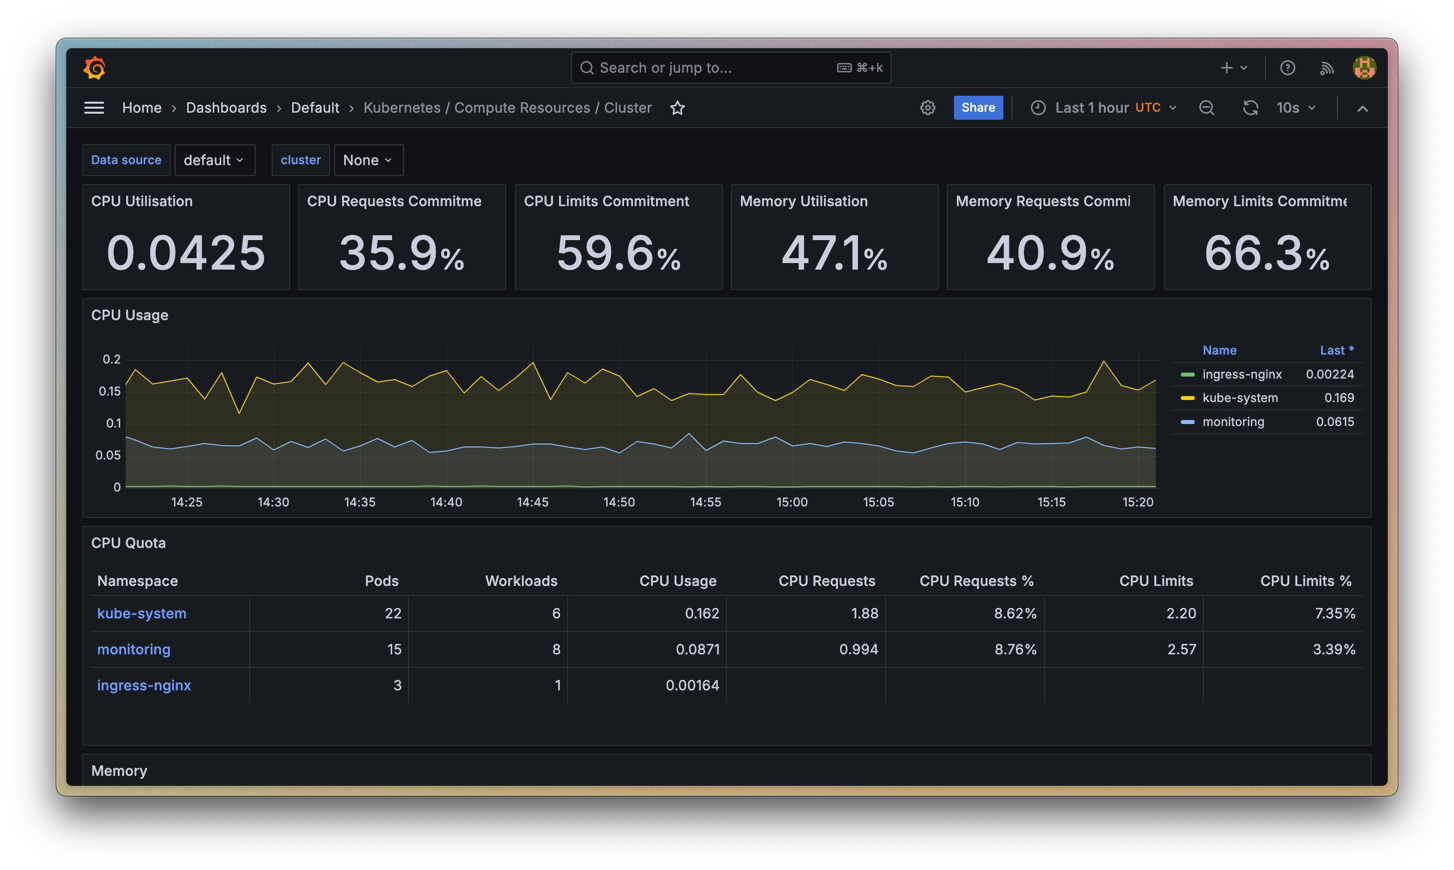 Search or jump to... ⌘+k
Home › Dashboards › Default › Kubernetes / Compute Resources / Cluster
Share Last 1 hour UTC 10s
Data source default cluster None
CPU Utilisation CPU Requests Commitme CPU Limits Commitment Memory Utilisation Memory Requests Commi Memory Limits Commitme
0.0425 35.9% 59.6% 47.1% 40.9% 66.3%
CPU Usage
Name Last *
ingress-nginx 0.00224
kube-system 0.169
monitoring 0.0615
0.2
0.15
0.1
0.05
0
14:25 14:30 14:35 14:40 14:45 14:50 14:55 15:00 15:05 15:10 15:15 15:20
CPU Quota
Namespace Pods Workloads CPU Usage CPU Requests CPU Requests % CPU Limits CPU Limits %
kube-system 22 6 0.162 1.88 8.62% 2.20 7.35%
monitoring 15 8 0.0871 0.994 8.76% 2.57 3.39%
ingress-nginx 3 1 0.00164
Memory